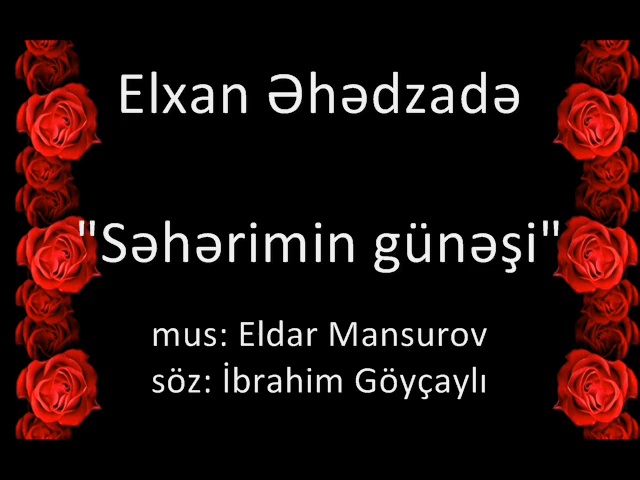 Elxan Əhədzadə
"Səhərimin günəşi"
mus: Eldar Mansurov
söz: İbrahim Göyçaylı